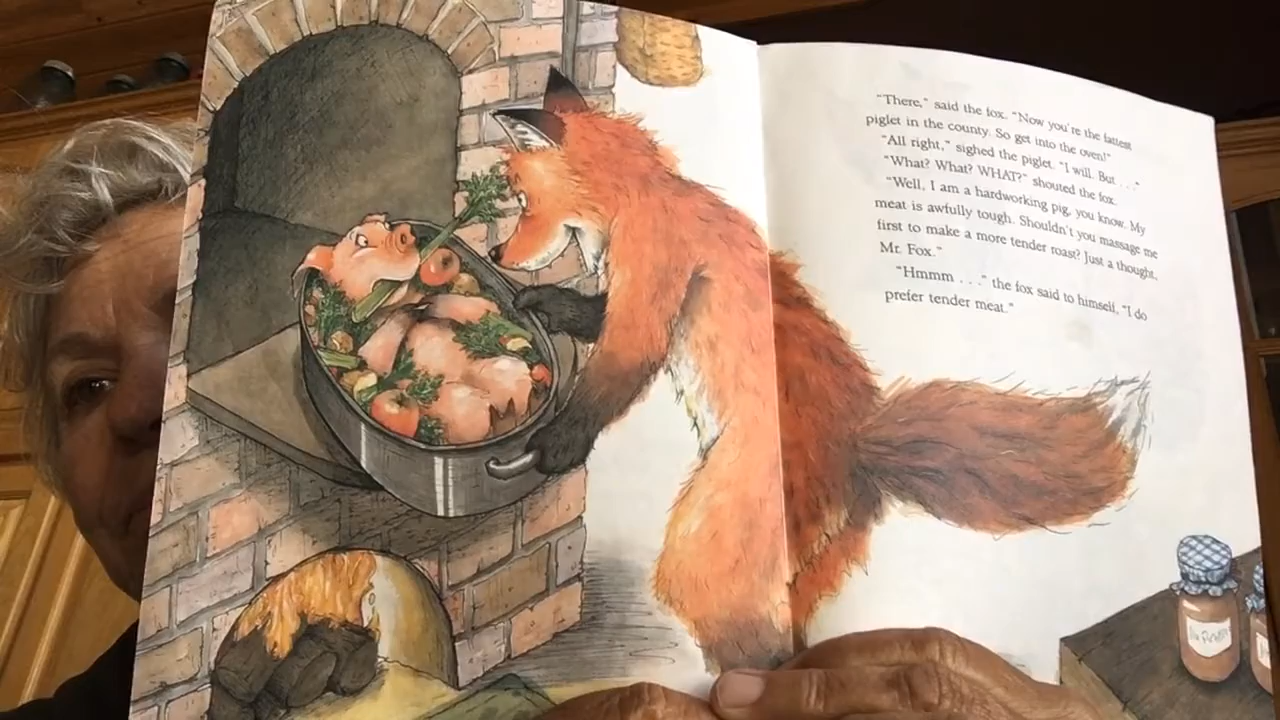 "There," said the fox. "Now you're the fattest
piglet in the county. So get into the oven!"
"All right," sighed the piglet. "I will. But . . ."
"What? What? WHAT?" shouted the fox.
"Well, I am a hardworking pig, you know. My
meat is awfully tough. Shouldn't you massage me
first to make a more tender roast? Just a thought,
Mr. Fox."
"Hmmm . . ." the fox said to himself, "I do
prefer tender meat."